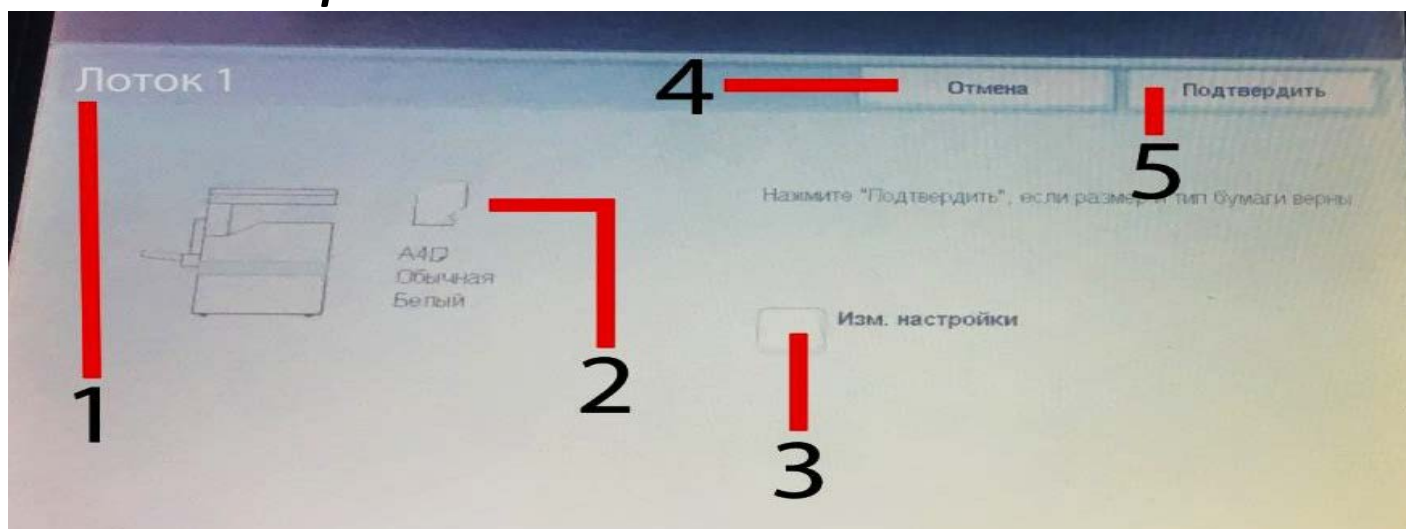 Лоток 1
4
Отмена
Подтвердить
5
Нажмите "Подтвердить", если размер и тип бумаги верны
A4
Обычная
Белый
2
Изм. настройки
1
3